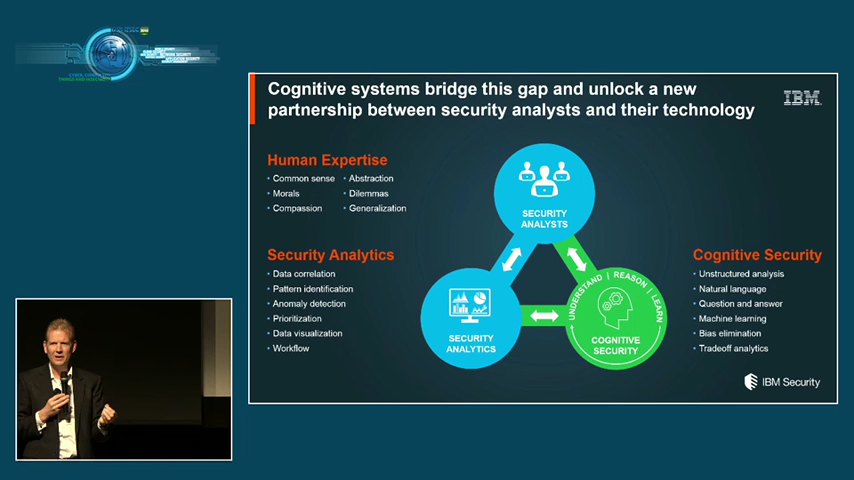 Cognitive systems bridge this gap and unlock a new
partnership between security analysts and their technology
IBM
Human Expertise
• Common sense
• Morals
• Compassion
• Abstraction
• Dilemmas
• Generalization
SECURITY
ANALYSTS
Security Analytics
• Data correlation
• Pattern identification
• Anomaly detection
• Prioritization
• Data visualization
• Workflow
SECURITY
ANALYTICS
UNDERSTAND | REASON | LEARN
COGNITIVE
SECURITY
Cognitive Security
• Unstructured analysis
• Natural language
• Question and answer
• Machine learning
• Bias elimination
• Tradeoff analytics
IBM Security